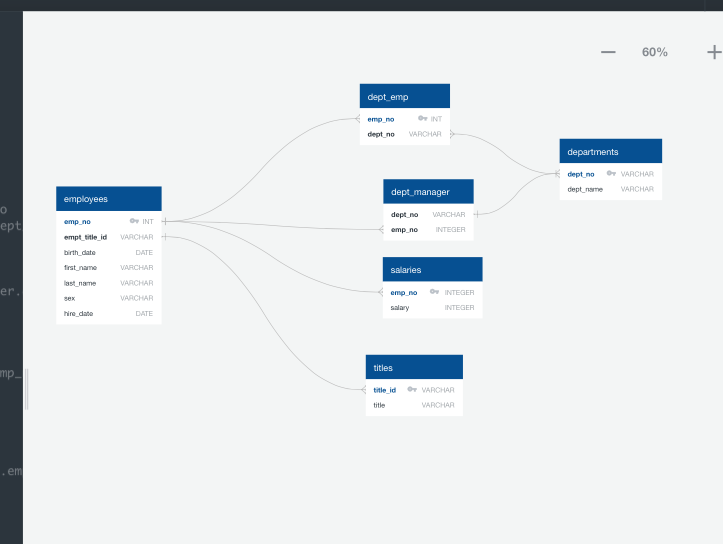 60%
dept_emp
emp_no INT
dept_no VARCHAR
departments
dept_no VARCHAR
dept_name VARCHAR
employees
emp_no INT
empt_title_id VARCHAR
birth_date DATE
first_name VARCHAR
last_name VARCHAR
sex VARCHAR
hire_date DATE
dept_manager
dept_no VARCHAR
emp_no INTEGER
salaries
emp_no INTEGER
salary INTEGER
titles
title_id VARCHAR
title VARCHAR
o
ept
er.
mp_
.em